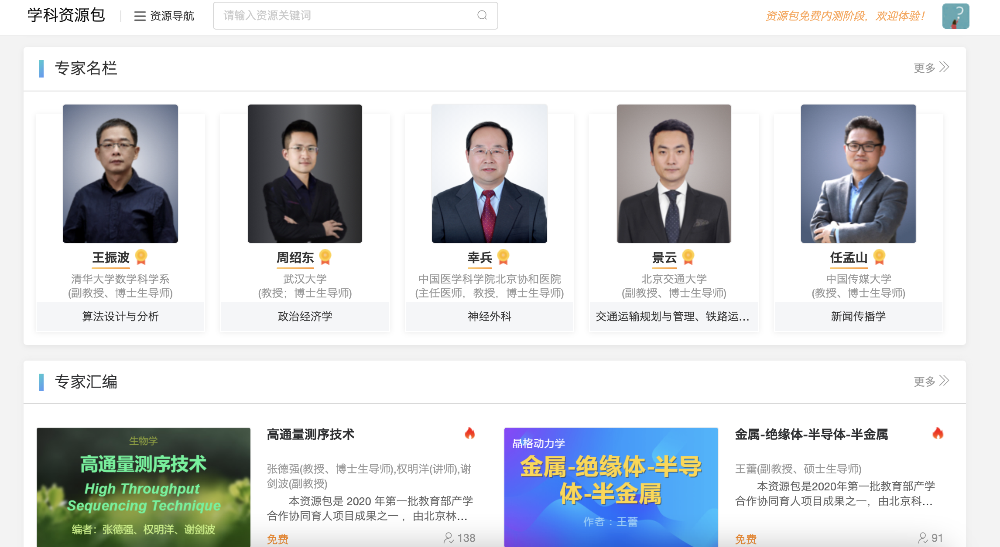 学科资源包
资源导航
请输入资源关键词
资源包免费内测阶段，欢迎体验！
专家名栏
更多
王振波
清华大学数学科学系
(副教授、博士生导师)
算法设计与分析
周绍东
武汉大学
(教授；博士生导师)
政治经济学
幸兵
中国医学科学院北京协和医院
(主任医师，教授，博士生导师)
神经外科
景云
北京交通大学
(副教授、博士生导师)
交通运输规划与管理、铁路运...
任孟山
中国传媒大学
(教授、博士生导师)
新闻传播学
专家汇编
更多
生物学
高通量测序技术
High Throughput
Sequencing Technique
编者：张德强、权明洋、谢剑波
高通量测序技术
张德强(教授、博士生导师),权明洋(讲师),谢
剑波(副教授)
本资源包是 2020 年第一批教育部产学
合作协同育人项目成果之一 ，由北京林...
免费
138
晶格动力学
金属-绝缘体-半导
体-半金属
作者：王蕾
金属-绝缘体-半导体-半金属
王蕾(副教授、硕士生导师)
本资源包是2020年第一批教育部产学
合作协同育人项目成果之一，由北京科...
免费
91